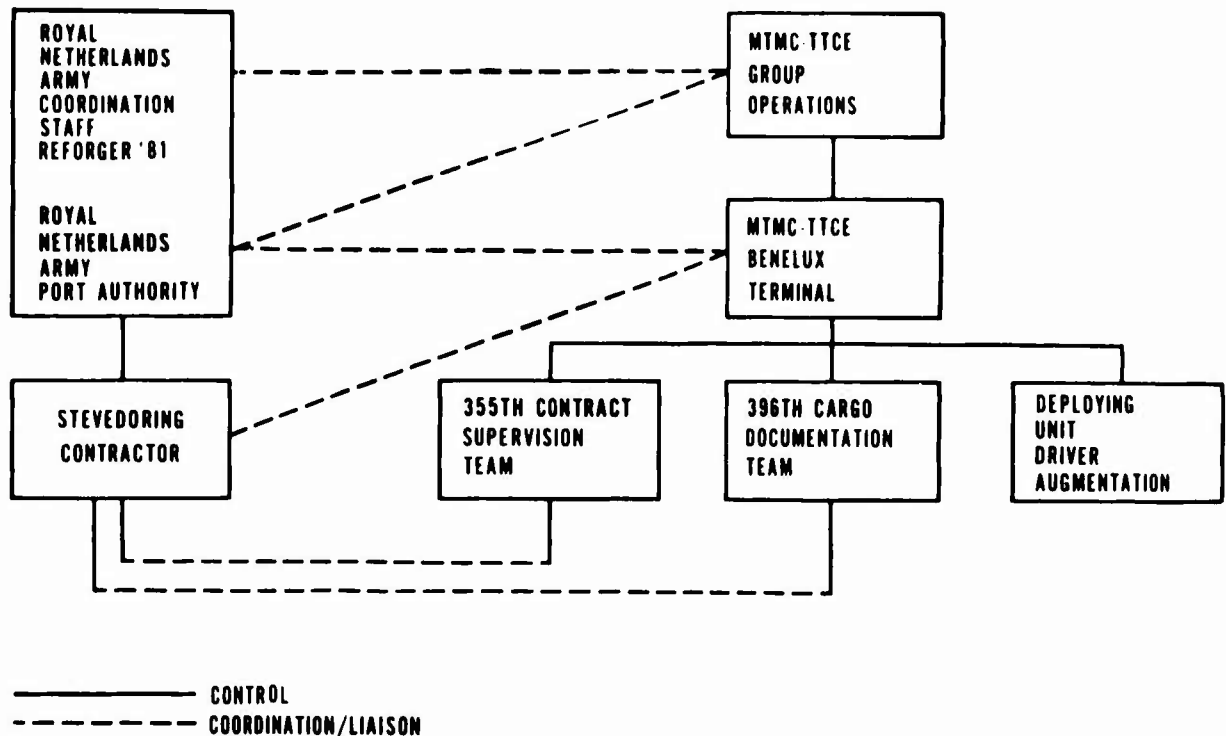 ROYAL
NETHERLANDS
ARMY
COORDINATION
STAFF
REFORGER '81
ROYAL
NETHERLANDS
ARMY
PORT AUTHORITY
MTMC-TTCE
GROUP
OPERATIONS
MTMC-TTCE
BENELUX
TERMINAL
STEVEDORING
CONTRACTOR
355TH CONTRACT
SUPERVISION
TEAM
396TH CARGO
DOCUMENTATION
TEAM
DEPLOYING
UNIT
DRIVER
AUGMENTATION
CONTROL
COORDINATION/LIAISON